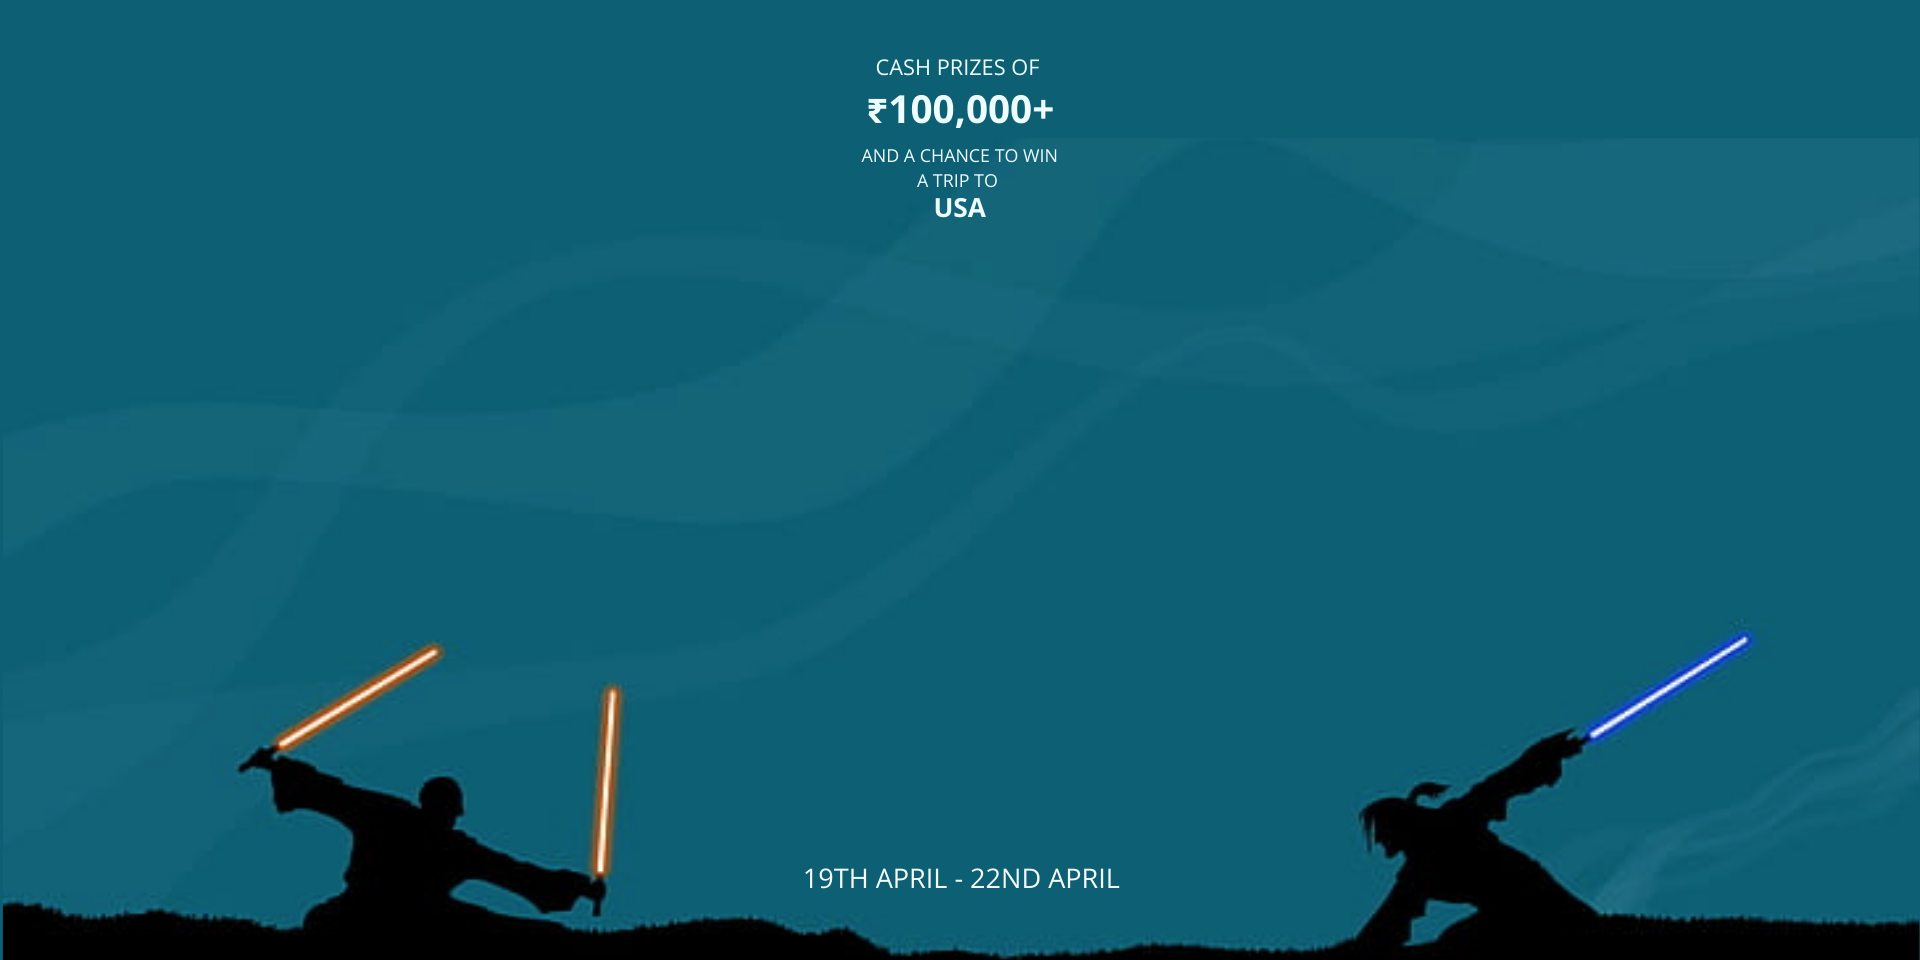 CASH PRIZES OF
₹100,000+
AND A CHANCE TO WIN
A TRIP TO
USA
19TH APRIL - 22ND APRIL